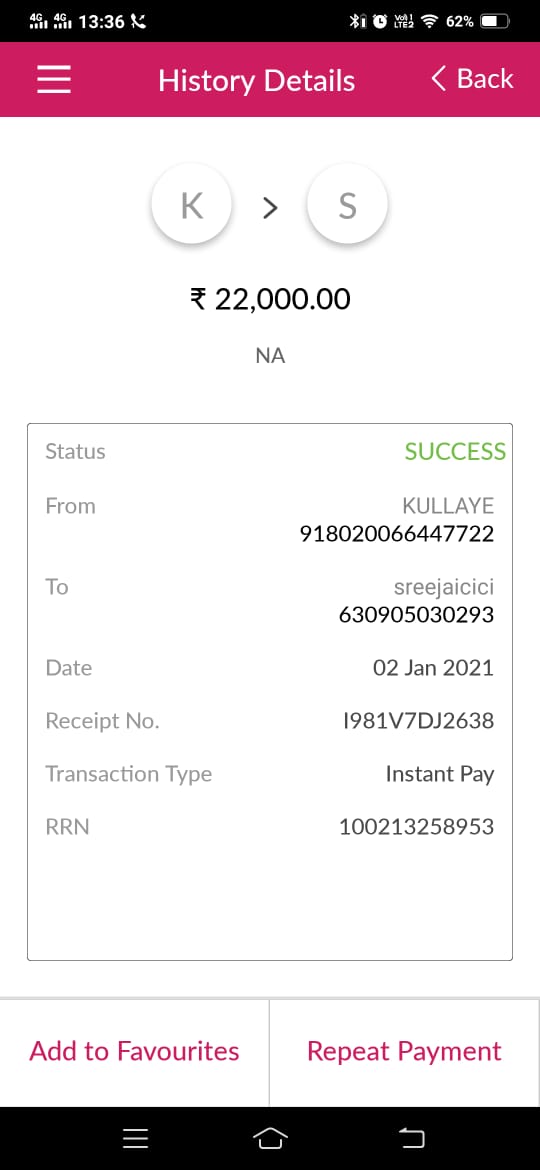 4G 4G 13:36 62%
History Details
Back
K > S
₹ 22,000.00
NA
Status SUCCESS
From KULLAYE
918020066447722
To sreejaicici
630905030293
Date 02 Jan 2021
Receipt No. I981V7DJ2638
Transaction Type Instant Pay
RRN 100213258953
Add to Favourites Repeat Payment